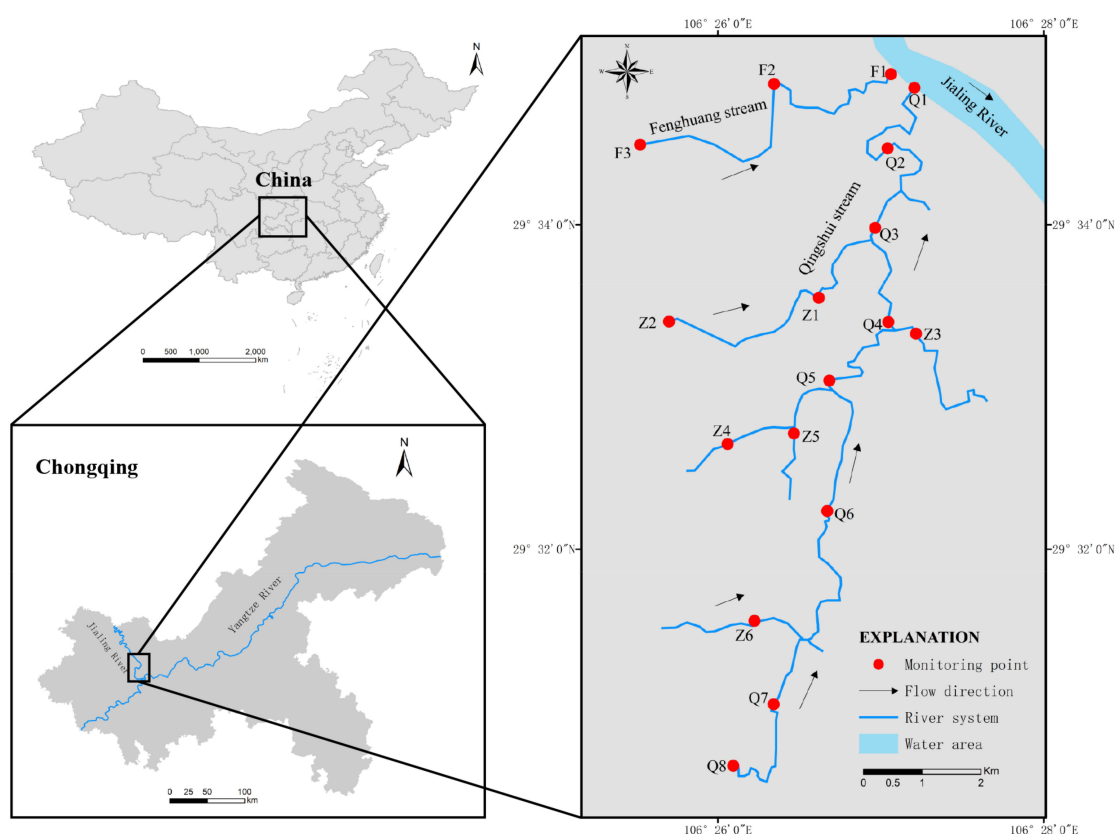 N
China
0 500 1,000 2,000
km
Chongqing
N
Yangtze River
Jialing River
0 25 50 100
km
106° 26′0″E
106° 28′0″E
29° 34′0″N
29° 34′0″N
29° 32′0″N
29° 32′0″N
106° 26′0″E
106° 28′0″E
N
W E
S
F2
F1
Q1
Jialing River
Fenghuang stream
F3
Q2
Qingshui stream
Q3
Z1
Z2
Q4
Z3
Q5
Z4
Z5
Q6
Z6
Q7
Q8
EXPLANATION
Monitoring point
Flow direction
River system
Water area
0 0.5 1 2
Km